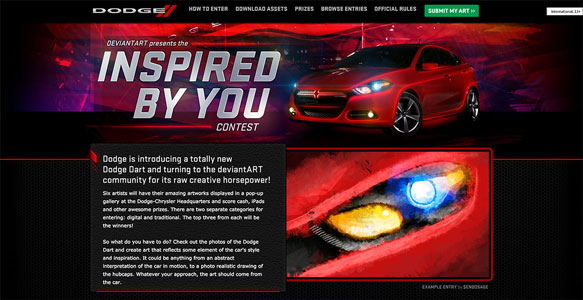 DODGE
HOW TO ENTER DOWNLOAD ASSETS PRIZES BROWSE ENTRIES OFFICIAL RULES SUBMIT MY ART >>
International 13+
DEVIANTART presents the
INSPIRED
BY YOU
CONTEST
Dodge is introducing a totally new
Dodge Dart and turning to the deviantART
community for its raw creative horsepower!
Six artists will have their amazing artworks displayed in a pop-up
gallery at the Dodge-Chrysler Headquarters and score cash, iPads
and other awesome prizes. There are two separate categories for
entering: digital and traditional. The top three from each will be
the winners!
So what do you have to do? Check out the photos of the Dodge
Dart and create art that reflects some element of the car's style
and inspiration. It could be anything from an abstract
interpretation of the car in motion, to a photo realistic drawing of
the hubcaps. Whatever your approach, the art should come from
the car.
EXAMPLE ENTRY by